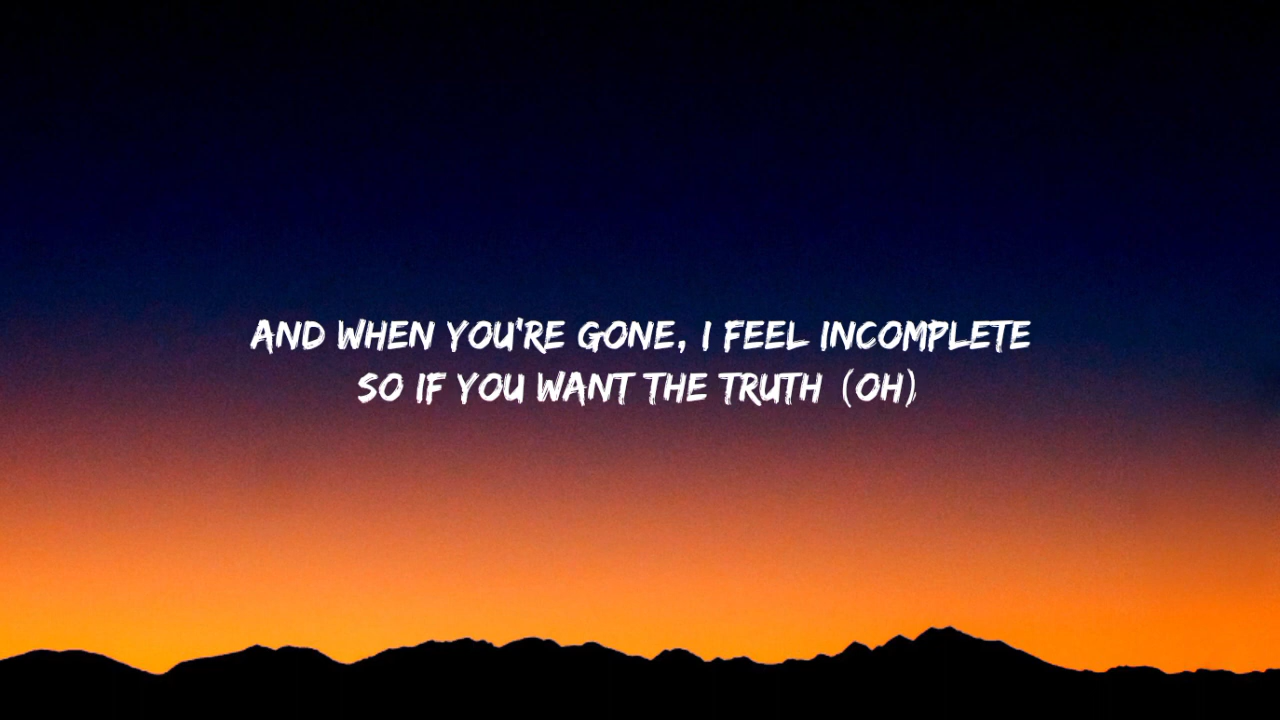 AND WHEN YOU'RE GONE, I FEEL INCOMPLETE
SO IF YOU WANT THE TRUTH (OH)